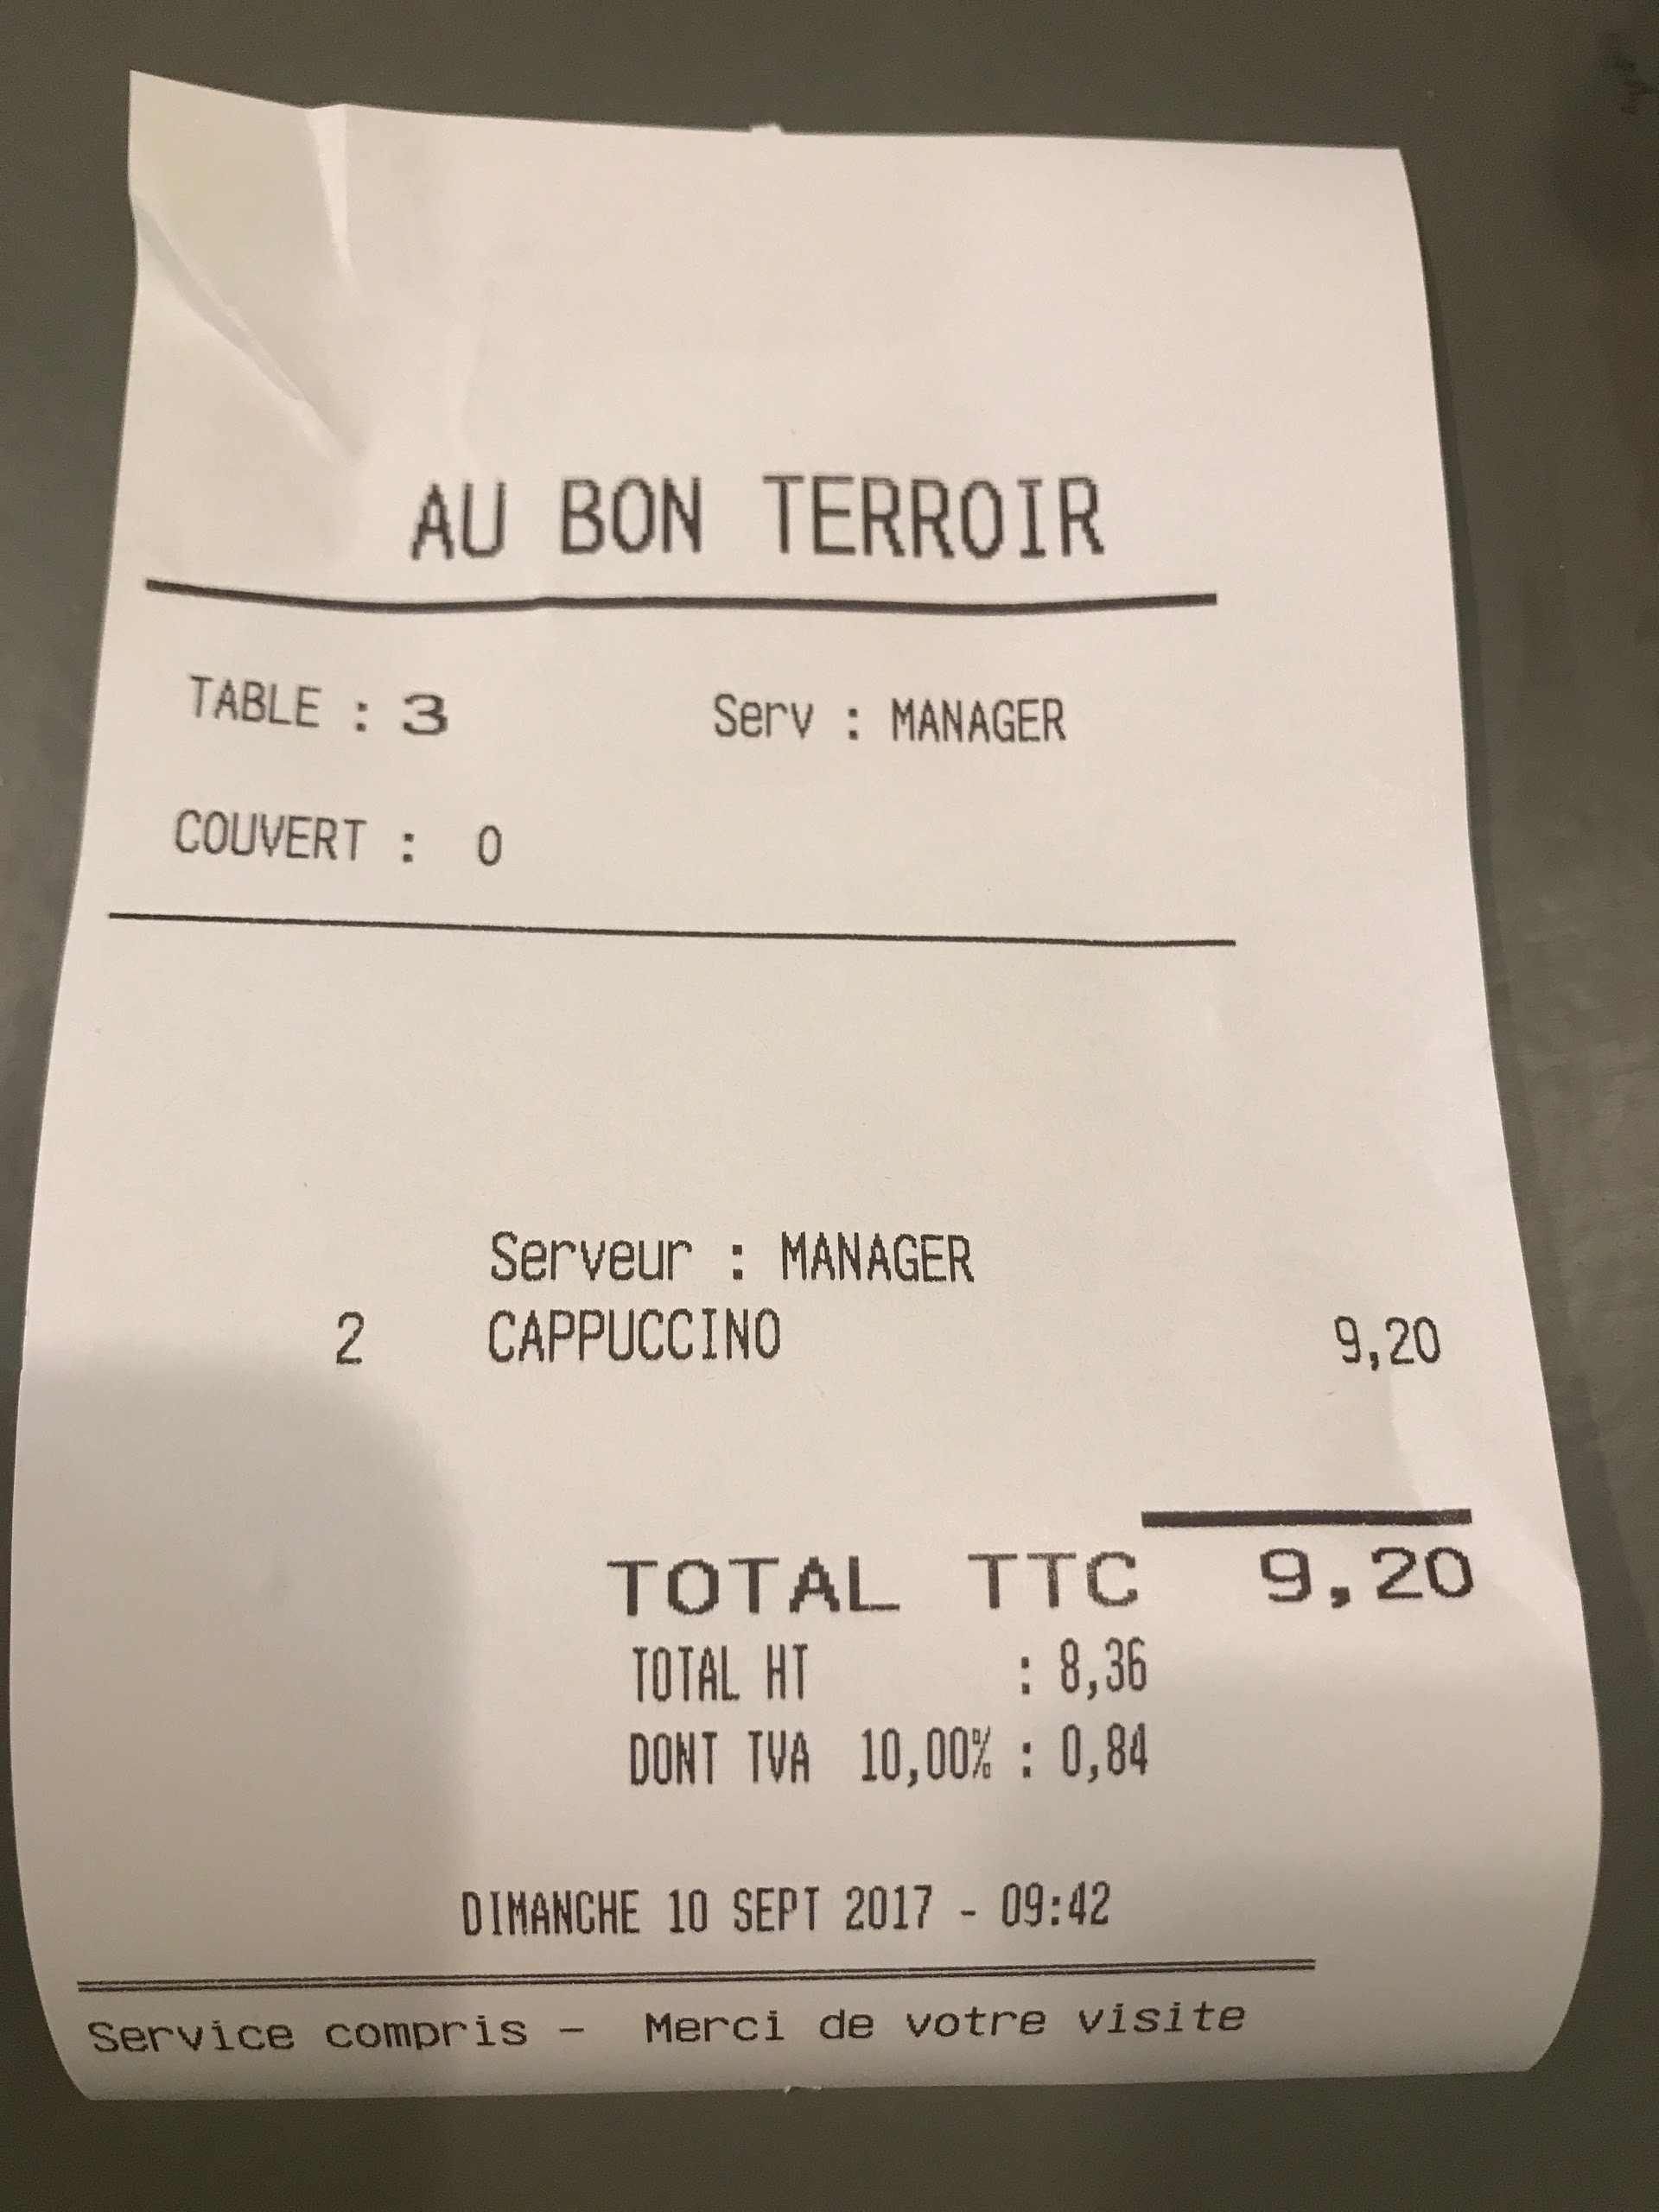 AU BON TERROIR
TABLE : 3 Serv : MANAGER
COUVERT : 0
Serveur : MANAGER
2 CAPPUCCINO 9,20
TOTAL TTC 9,20
TOTAL HT : 8,36
DONT TVA 10,00% : 0,84
DIMANCHE 10 SEPT 2017 - 09:42
Service compris - Merci de votre visite